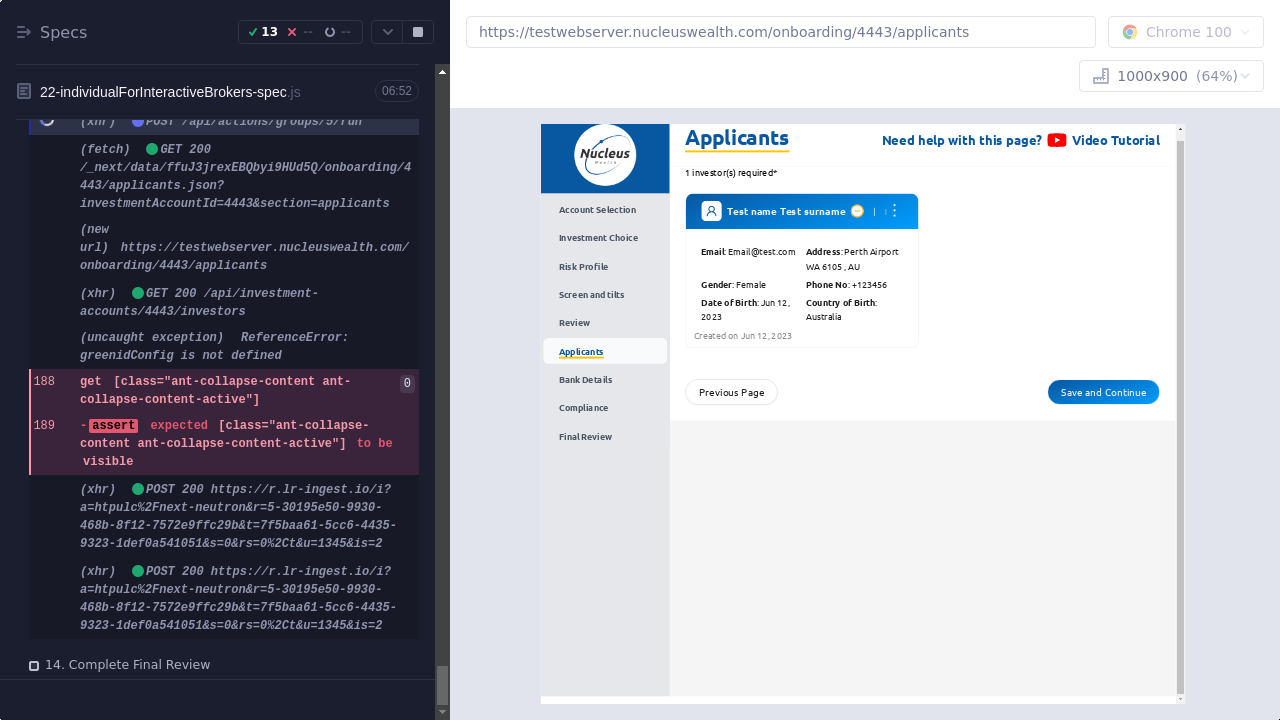 Specs
13
--
--
22-individualForInteractiveBrokers-spec.js
06:52
(xhr) POST /api/actions/groups/5/run
(fetch) GET 200
/_next/data/ffuJ3jrexEBQbyi9HUd5Q/onboarding/4
443/applicants.json?
investmentAccountId=4443&section=applicants
(new
url) https://testwebserver.nucleuswealth.com/
onboarding/4443/applicants
(xhr) GET 200 /api/investment-
accounts/4443/investors
(uncaught exception) ReferenceError:
greenidConfig is not defined
188 get [class="ant-collapse-content ant-
collapse-content-active"]
0
189 -assert expected [class="ant-collapse-
content ant-collapse-content-active"] to be
visible
(xhr) POST 200 https://r.lr-ingest.io/i?
a=htpulc%2Fnext-neutron&r=5-30195e50-9930-
468b-8f12-7572e9ffc29b&t=7f5baa61-5cc6-4435-
9323-1def0a541051&s=0&rs=0%2Ct&u=1345&is=2
(xhr) POST 200 https://r.lr-ingest.io/i?
a=htpulc%2Fnext-neutron&r=5-30195e50-9930-
468b-8f12-7572e9ffc29b&t=7f5baa61-5cc6-4435-
9323-1def0a541051&s=0&rs=0%2Ct&u=1345&is=2
14. Complete Final Review
https://testwebserver.nucleuswealth.com/onboarding/4443/applicants
Chrome 100
1000x900 (64%)
Nucleus
Wealth
Account Selection
Investment Choice
Risk Profile
Screen and tilts
Review
Applicants
Bank Details
Compliance
Final Review
Applicants
Need help with this page? Video Tutorial
1 investor(s) required*
Test name Test surname
Email: Email@test.com
Address: Perth Airport
WA 6105 , AU
Gender: Female
Phone No: +123456
Date of Birth: Jun 12,
2023
Country of Birth:
Australia
Created on Jun 12, 2023
Previous Page
Save and Continue